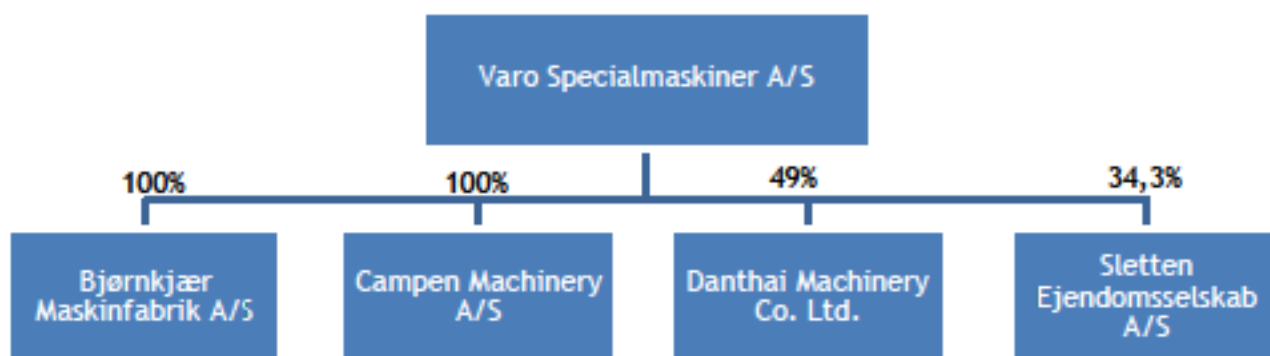 Varo Specialmaskiner A/S
100%
100%
49%
34,3%
Bjørnkjær
Maskinfabrik A/S
Campen Machinery
A/S
Danthai Machinery
Co. Ltd.
Sletten
Ejendomsselskab
A/S